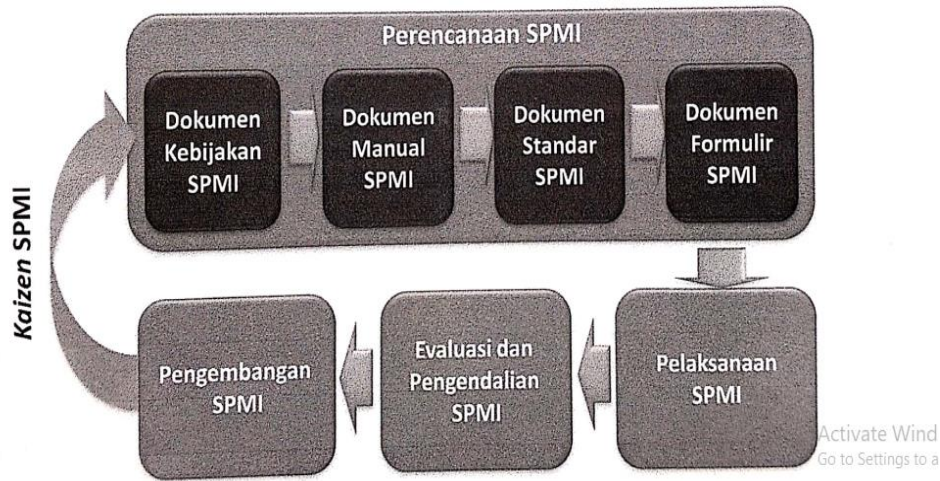 Perencanaan SPMI
Dokumen
Kebijakan
SPMI
Dokumen
Manual
SPMI
Dokumen
Standar
SPMI
Dokumen
Formulir
SPMI
Kaizen SPMI
Pengembangan
SPMI
Evaluasi dan
Pengendalian
SPMI
Pelaksanaan
SPMI
Activate Wind
Go to Settings to a